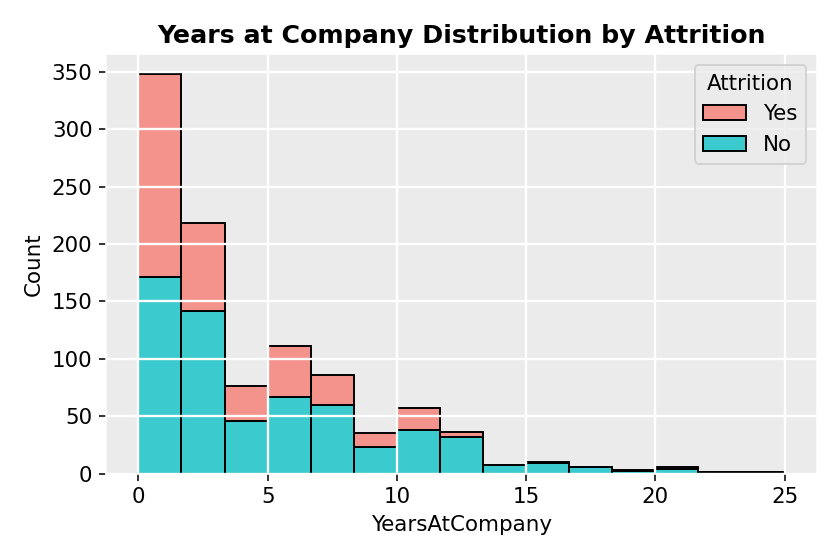 Years at Company Distribution by Attrition
350
300
250
200
150
100
50
0
Count
Attrition
Yes
No
0 5 10 15 20 25
YearsAtCompany